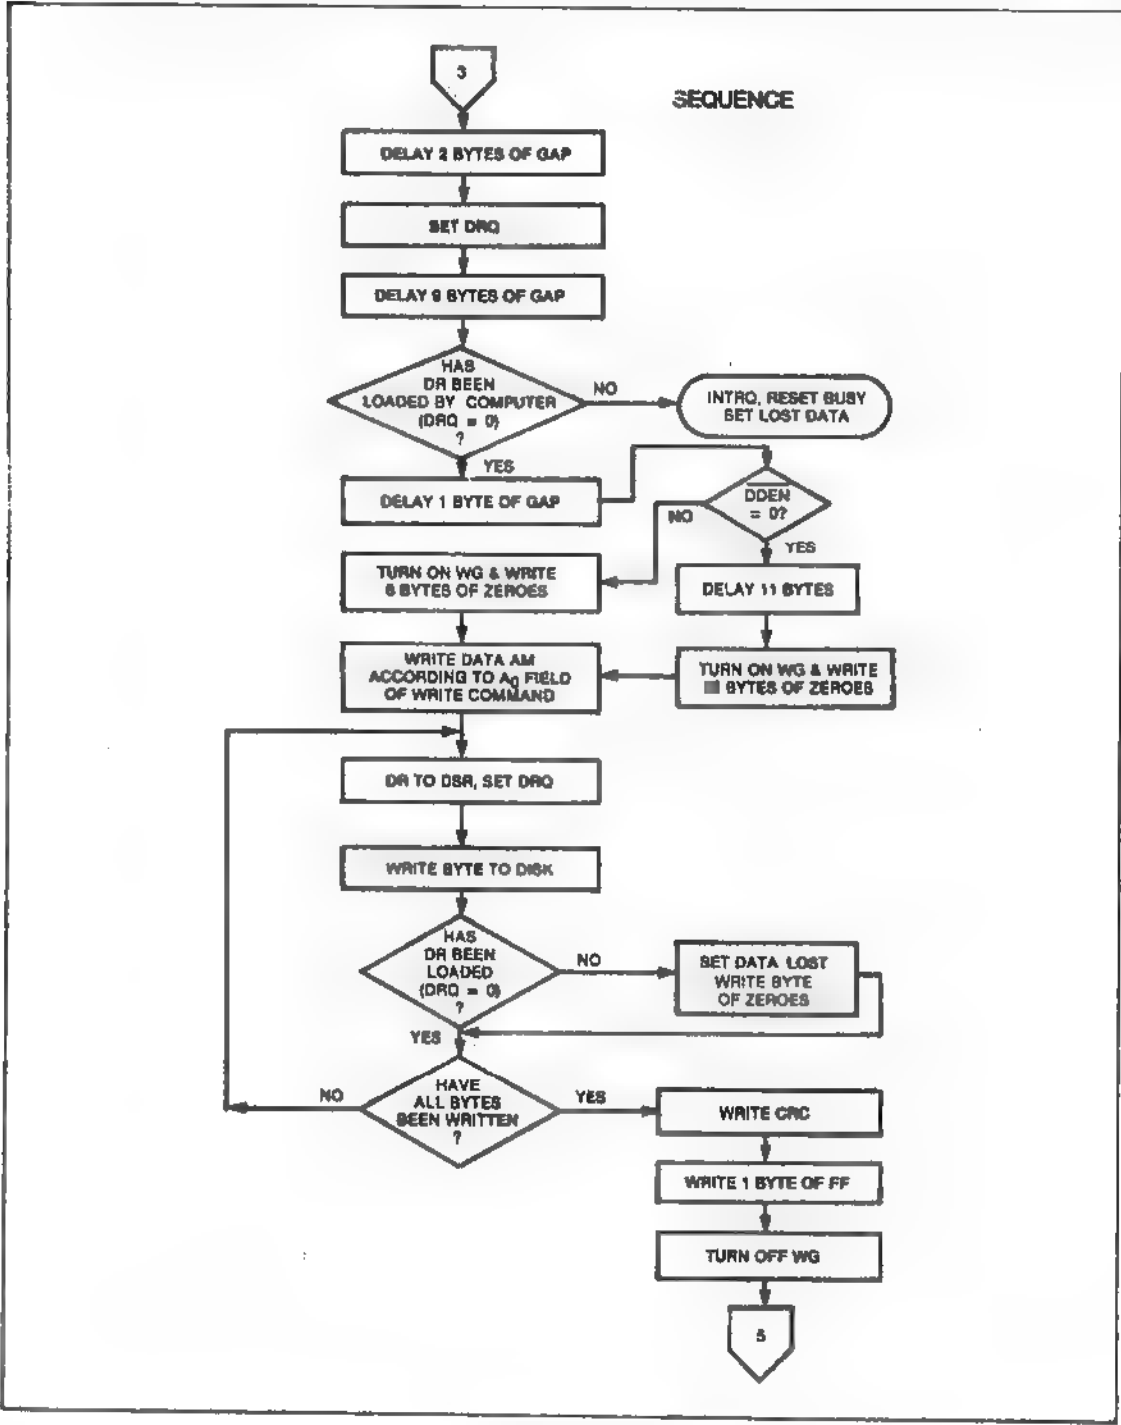 3
SEQUENCE
DELAY 2 BYTES OF GAP
SET DRQ
DELAY BYTES OF GAP
HAS
DR BEEN
LOADED BY COMPUTER
(DRQ = 0)
?
NO
INTRQ, RESET BUSY
SET LOST DATA
YES
DELAY 1 BYTE OF GAP
DDEN
= 0?
NO
YES
TURN ON WG & WRITE
6 BYTES OF ZEROES
DELAY 11 BYTES
WRITE DATA AM
ACCORDING TO A0 FIELD
OF WRITE COMMAND
TURN ON WG & WRITE
BYTES OF ZEROES
DR TO DSR, SET DRQ
WRITE BYTE TO DISK
HAS
DR BEEN
LOADED
(DRQ = 0)
?
NO
SET DATA LOST
WRITE BYTE
OF ZEROES
YES
HAVE
ALL BYTES
BEEN WRITTEN
?
NO
YES
WRITE CRC
WRITE 1 BYTE OF FF
TURN OFF WG
5